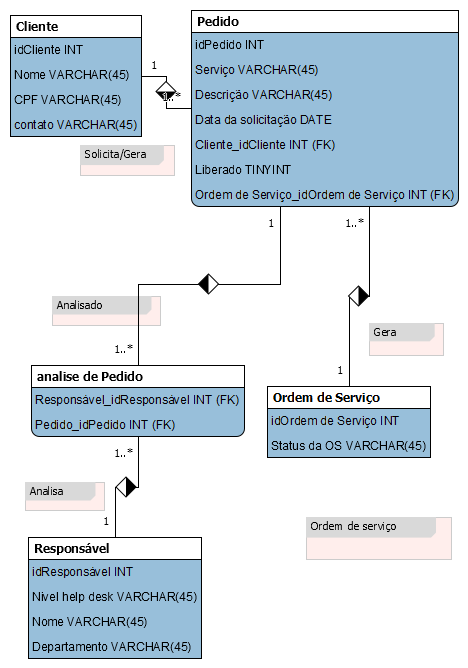 Cliente
idCliente INT
Nome VARCHAR(45)
CPF VARCHAR(45)
contato VARCHAR(45)
1
1..*
Solicita/Gera
Pedido
idPedido INT
Serviço VARCHAR(45)
Descrição VARCHAR(45)
Data da solicitação DATE
Cliente_idCliente INT (FK)
Liberado TINYINT
Ordem de Serviço_idOrdem de Serviço INT (FK)
1
1..*
Analisado
1..*
Gera
1
analise de Pedido
Responsável_idResponsável INT (FK)
Pedido_idPedido INT (FK)
Ordem de Serviço
idOrdem de Serviço INT
Status da OS VARCHAR(45)
1..*
Analisa
1
Ordem de serviço
Responsável
idResponsável INT
Nivel help desk VARCHAR(45)
Nome VARCHAR(45)
Departamento VARCHAR(45)